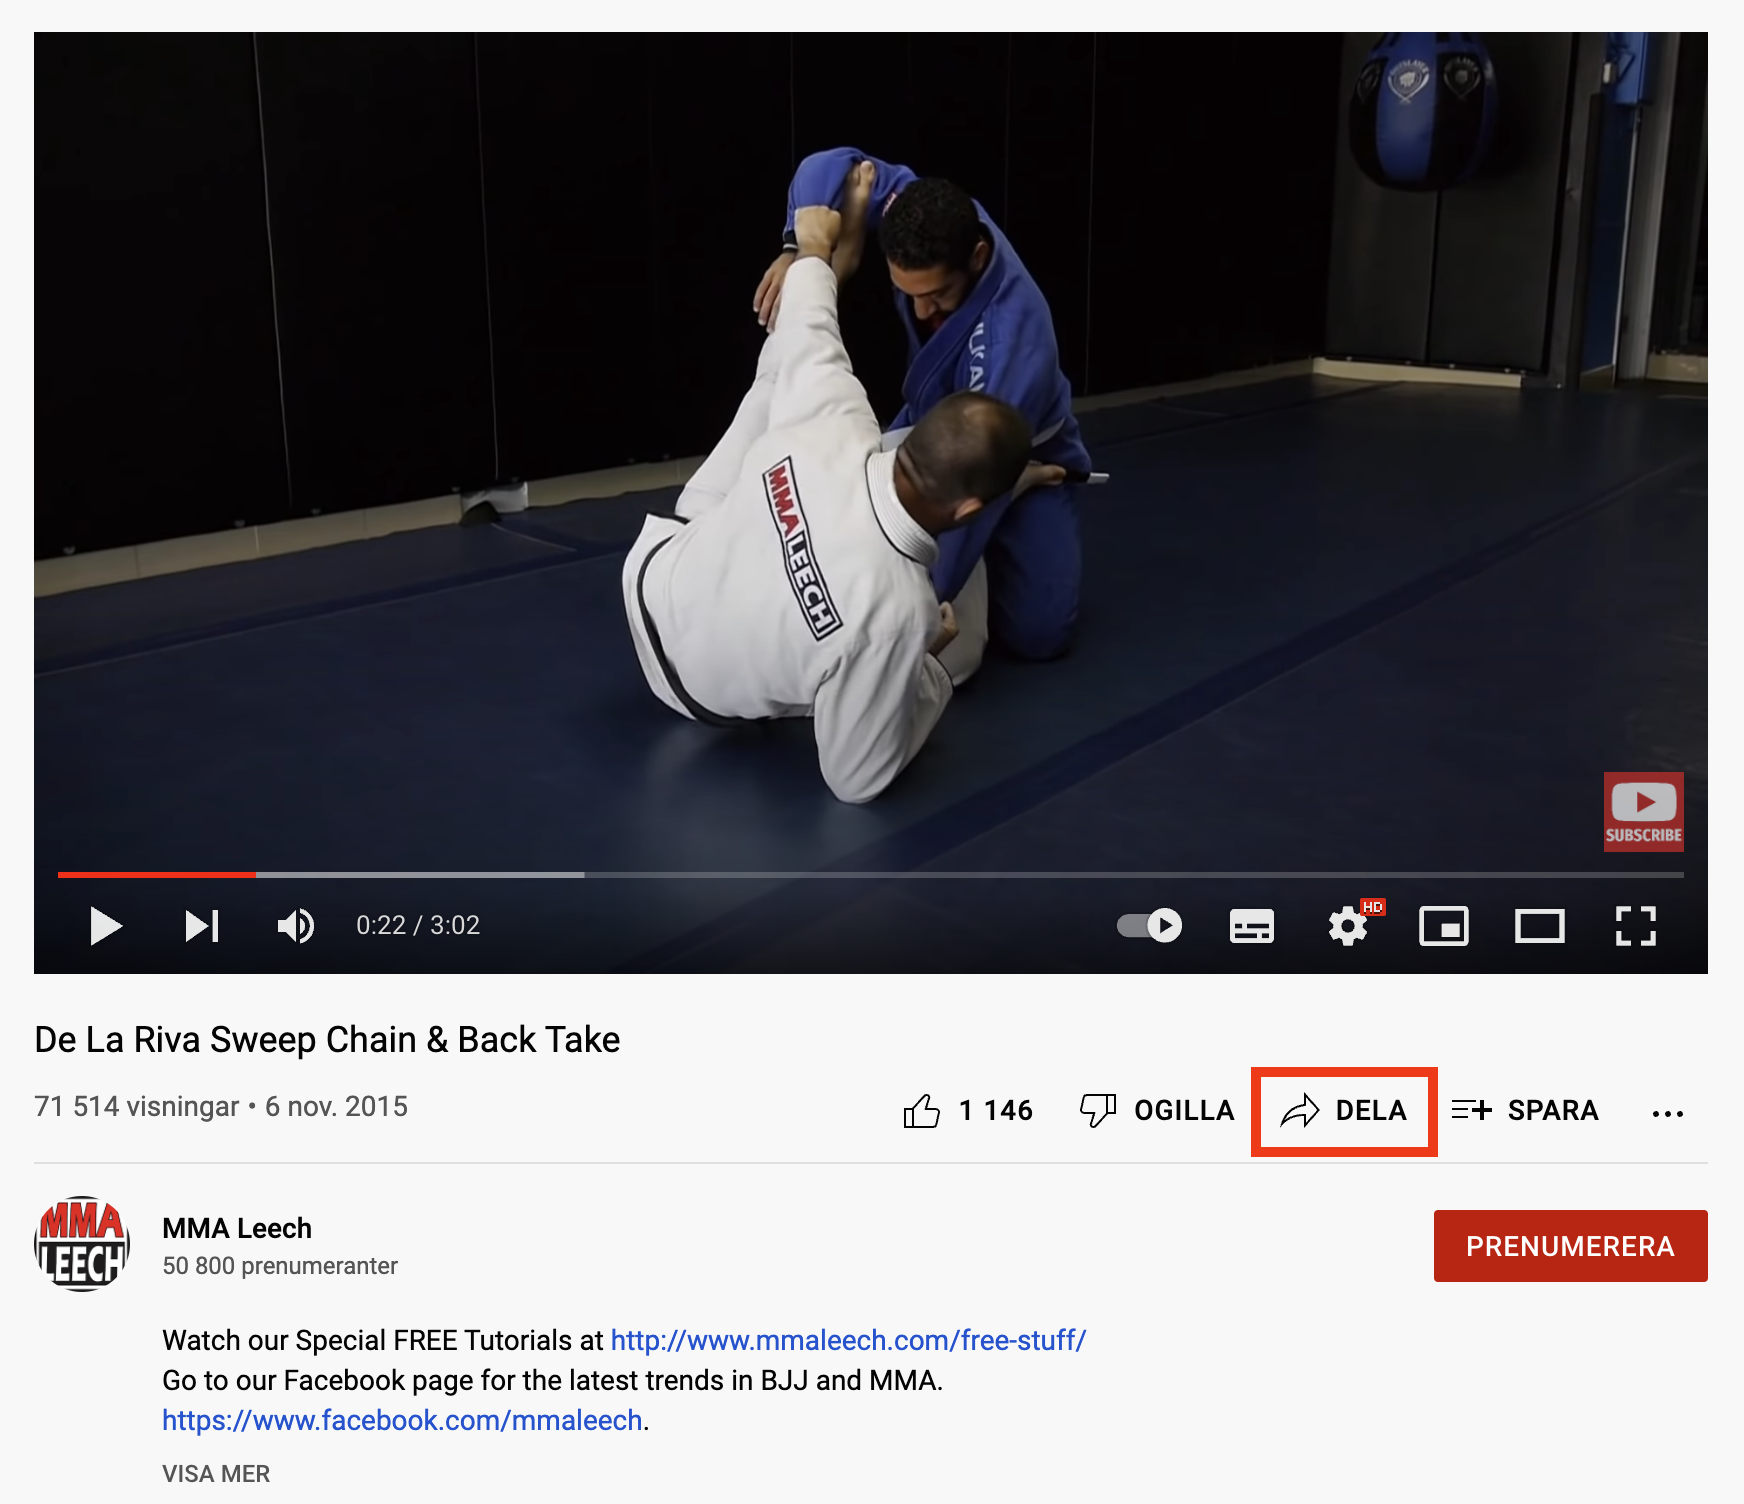 MMALEECH
SUBSCRIBE
0:22 / 3:02
HD
De La Riva Sweep Chain & Back Take
71 514 visningar • 6 nov. 2015
1 146 OGILLA DELA SPARA ...
MMA
LEECH
MMA Leech
50 800 prenumeranter
PRENUMERERA
Watch our Special FREE Tutorials at http://www.mmaleech.com/free-stuff/
Go to our Facebook page for the latest trends in BJJ and MMA.
https://www.facebook.com/mmaleech.
VISA MER